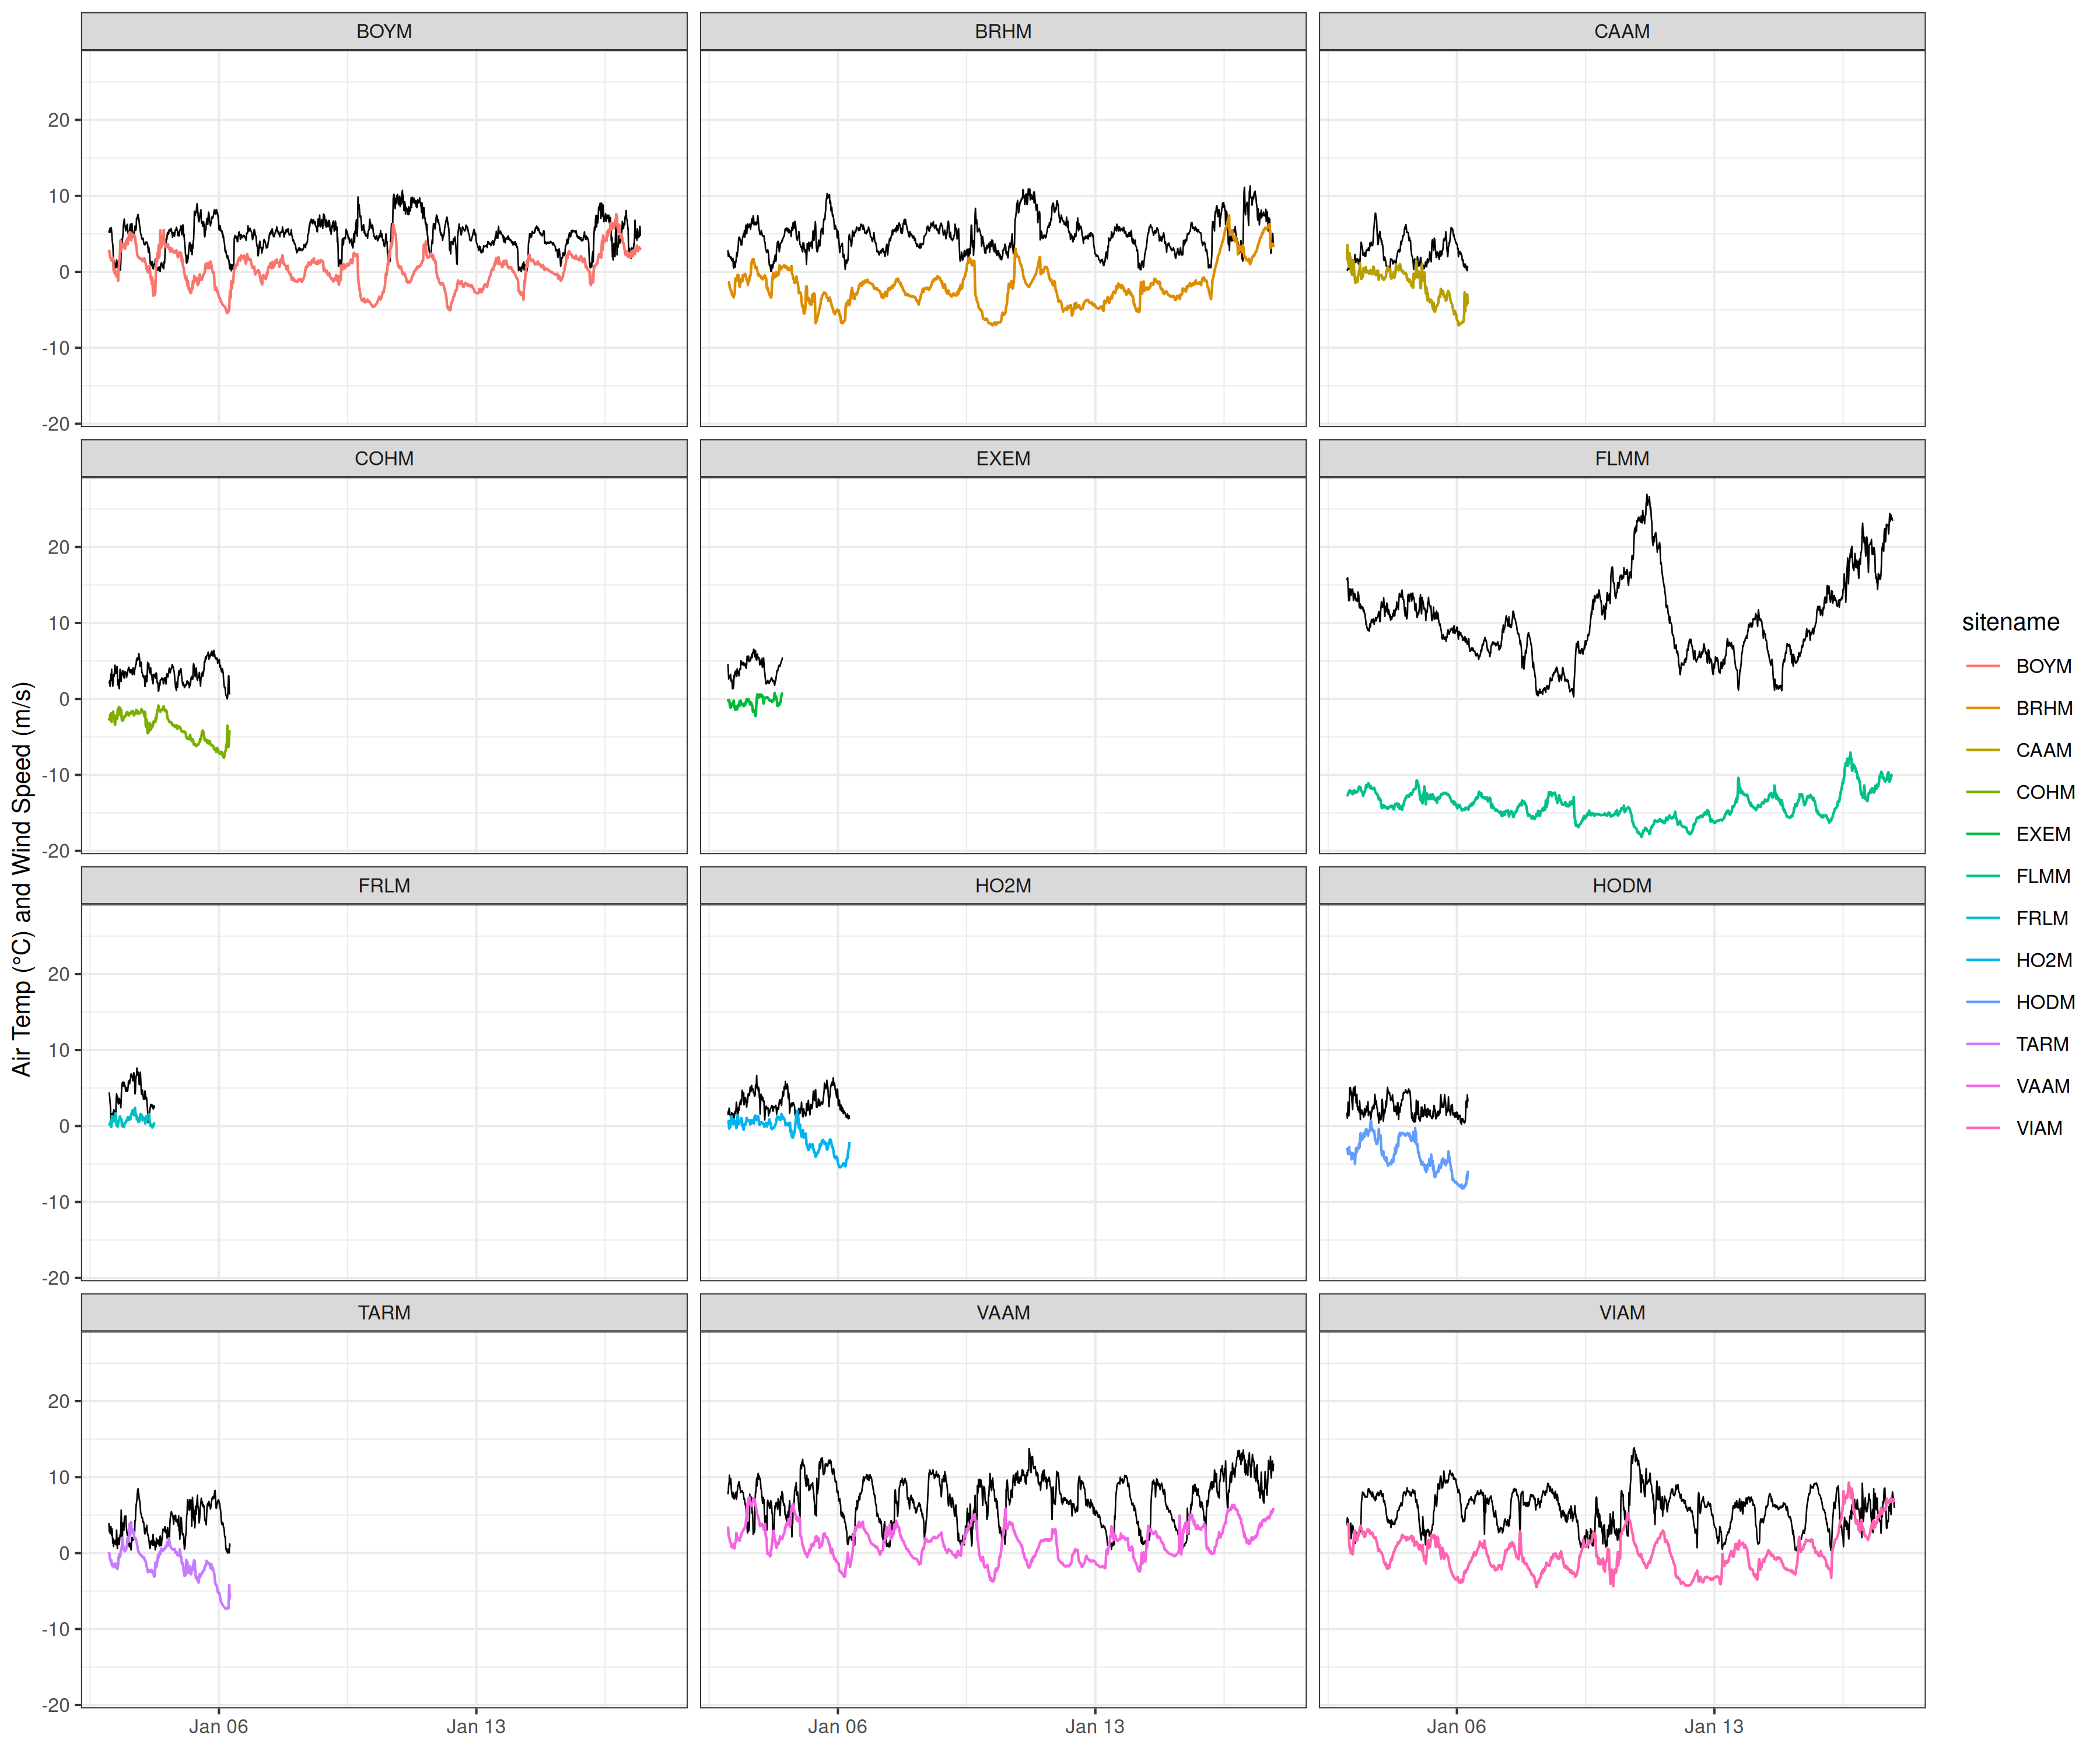 BOYM BRHM CAAM
20
10
0
-10
-20
COHM EXEM FLMM
20
10
0
-10
-20
FRLM HO2M HODM
20
10
0
-10
-20
TARM VAAM VIAM
20
10
0
-10
-20
Jan 06 Jan 13 Jan 06 Jan 13 Jan 06 Jan 13
Air Temp (°C) and Wind Speed (m/s)
sitename
BOYM
BRHM
CAAM
COHM
EXEM
FLMM
FRLM
HO2M
HODM
TARM
VAAM
VIAM